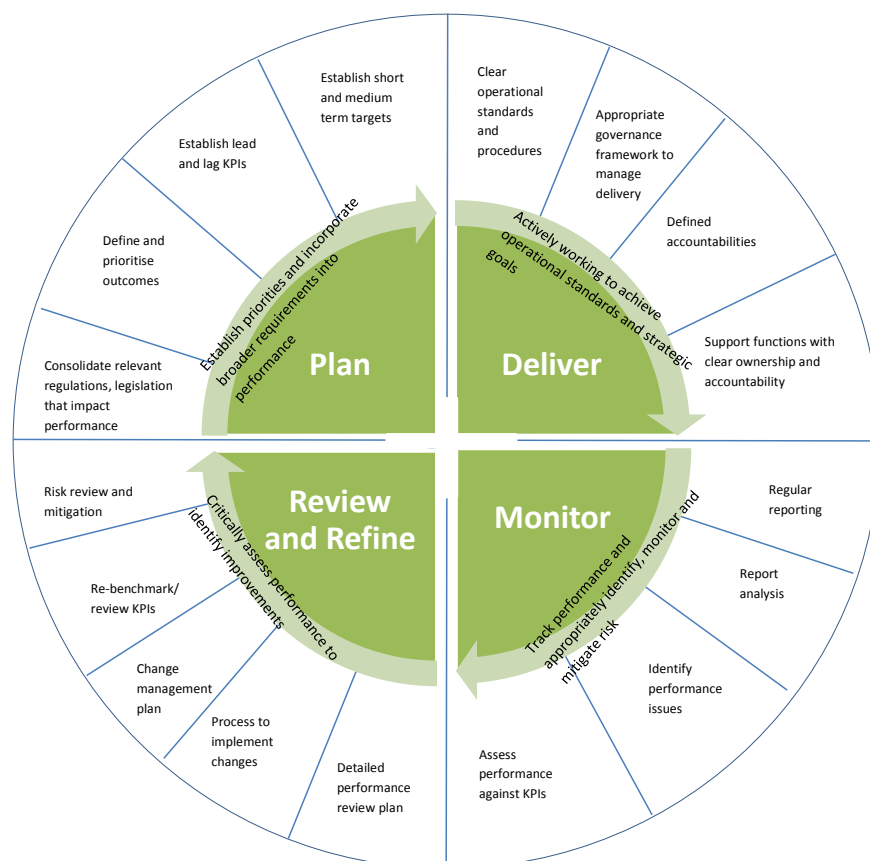 Establish short
and medium
term targets
Establish lead
and lag KPIs
Define and
prioritise
outcomes
Consolidate relevant
regulations, legislation
that impact
performance
Establish priorities and incorporate
broader requirements into
performance
Plan
Clear
operational
standards
and
procedures
Appropriate
governance
framework to
manage
delivery
Defined
accountabilities
Support functions with
clear ownership and
accountability
Actively working to achieve
operational standards and strategic
goals
Deliver
Regular
reporting
Report
analysis
Identify
performance
issues
Assess
performance
against KPIs
Track performance and
appropriately identify, monitor and
mitigate risk
Monitor
Detailed
performance
review plan
Process to
implement
changes
Change
management
plan
Re-benchmark/
review KPIs
Risk review and
mitigation
Critically assess performance to
identify improvements
Review
and Refine